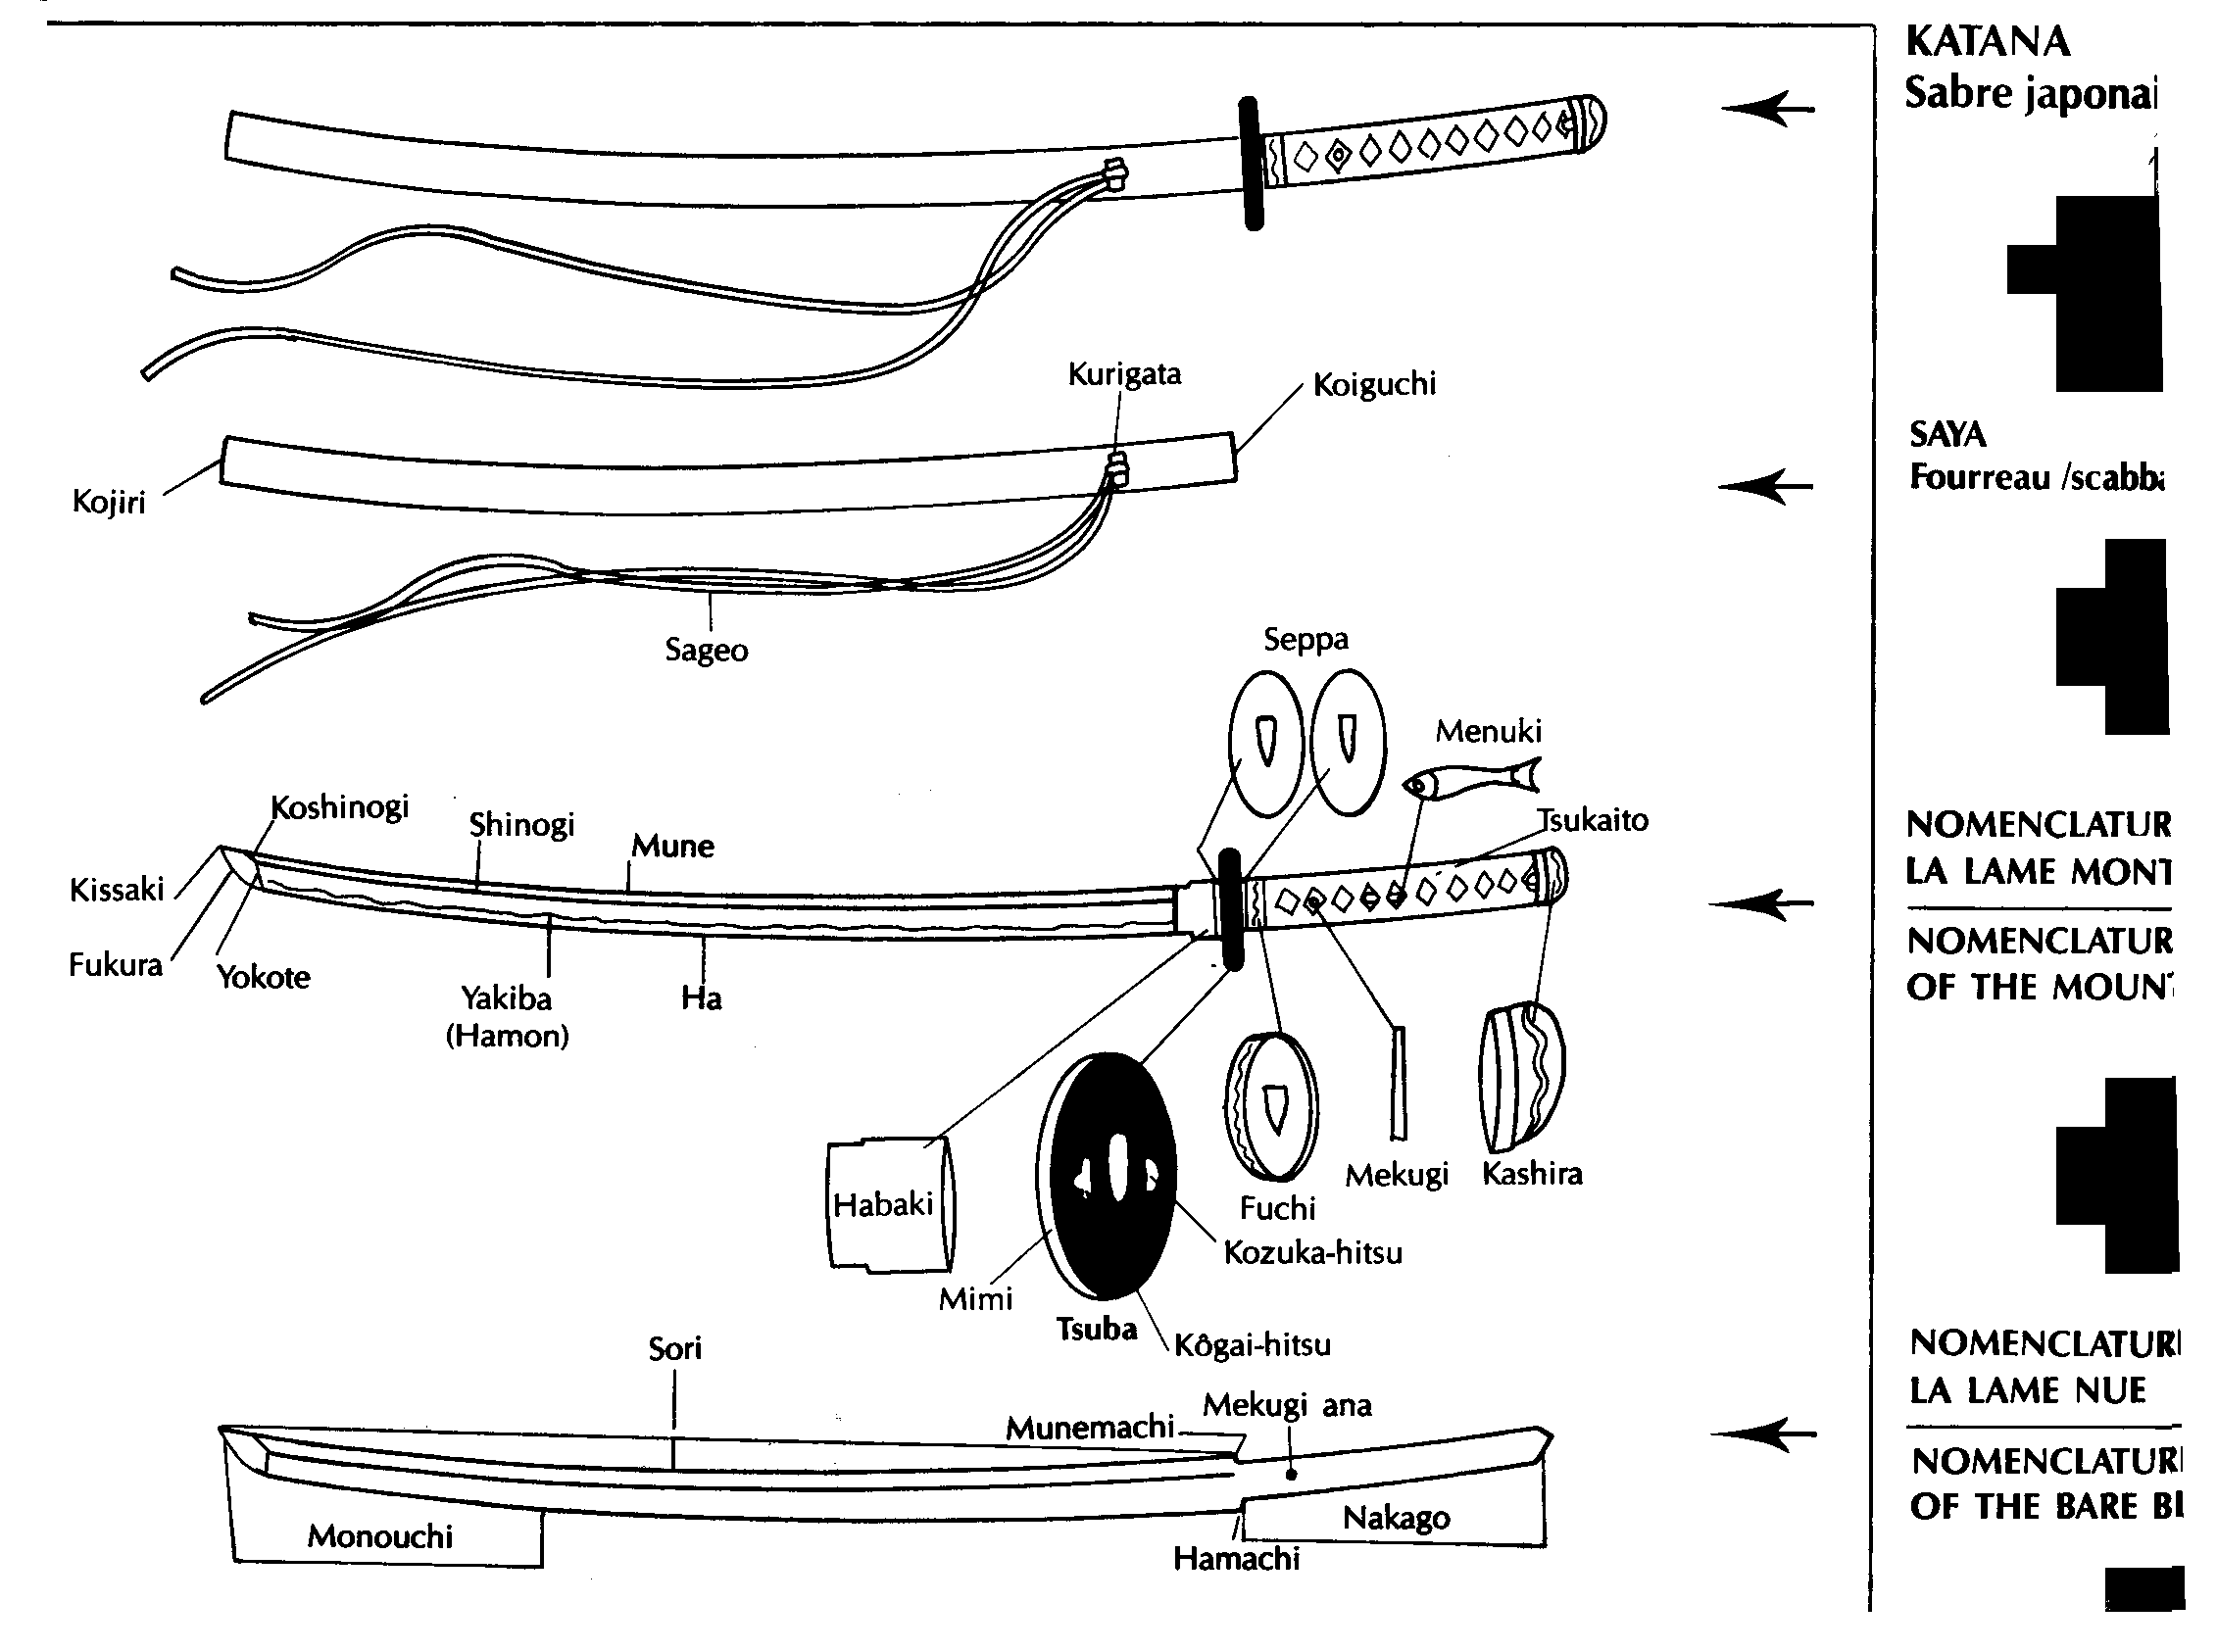 KATANA
Sabre japonai
Kurigata
Koiguchi
Kojiri
SAYA
Fourreau /scabb
Sageo
Seppa
Menuki
Tsukaito
Koshinogi
Shinogi
Mune
Kissaki
Fukura
Yokote
Yakiba
(Hamon)
Ha
NOMENCLATUR
LA LAME MONT
NOMENCLATUR
OF THE MOUN
Habaki
Mimi
Tsuba
Fuchi
Mekugi
Kashira
Kozuka-hitsu
Kôgai-hitsu
Sori
Munemachi
Mekugi ana
Monouchi
Hamachi
Nakago
NOMENCLATUR
LA LAME NUE
NOMENCLATUR
OF THE BARE BL